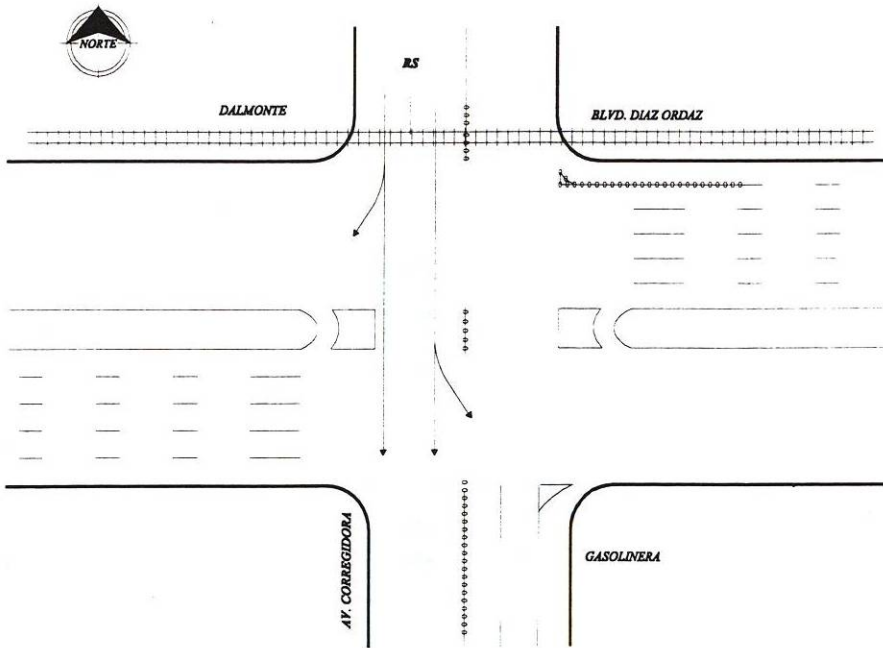 NORTE
RS
DALMONTE
BLVD. DIAZ ORDAZ
AV. CORREGIDORA
GASOLINERA